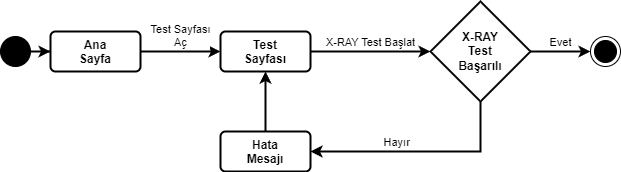 Ana
Sayfa
Test Sayfası
Aç
Test
Sayfası
X-RAY Test Başlat
X-RAY
Test
Başarılı
Evet
Hayır
Hata
Mesajı